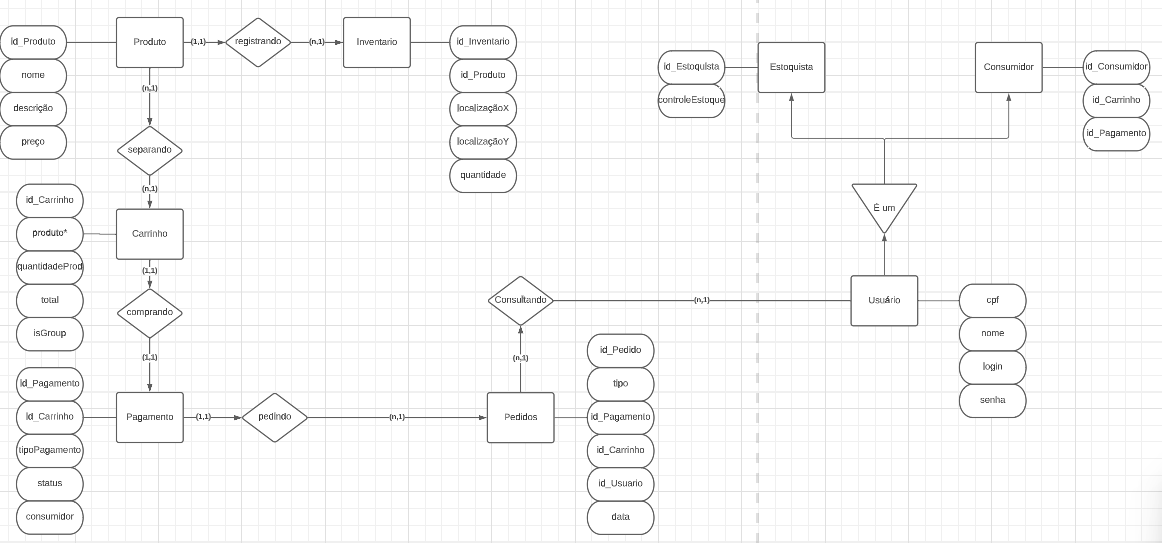 id_Produto
nome
descrição
preço
Produto
(1,1)
registrando
(n,1)
Inventario
id_Inventario
id_Produto
localizaçãoX
localizaçãoY
quantidade
(n,1)
separando
(n,1)
id_Carrinho
produto*
quantidadeProd
total
isGroup
Carrinho
(1,1)
comprando
(1,1)
id_Pagamento
id_Carrinho
tipoPagamento
status
consumidor
Pagamento
(1,1)
pedindo
(n,1)
Pedidos
id_Pedido
tipo
id_Pagamento
id_Carrinho
id_Usuario
data
(n,1)
Consultando
(n,1)
Usuário
cpf
nome
login
senha
É um
id_Estoquista
controleEstoque
Estoquista
Consumidor
id_Consumidor
id_Carrinho
id_Pagamento